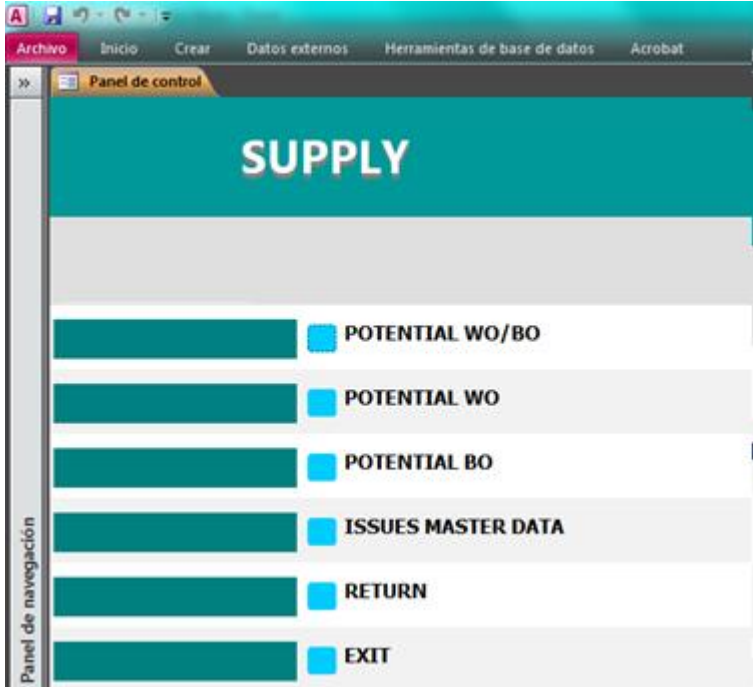 A
Archivo Inicio Crear Datos externos Herramientas de base de datos Acrobat
» Panel de control
SUPPLY
POTENTIAL WO/BO
POTENTIAL WO
POTENTIAL BO
ISSUES MASTER DATA
RETURN
EXIT
Panel de navegación